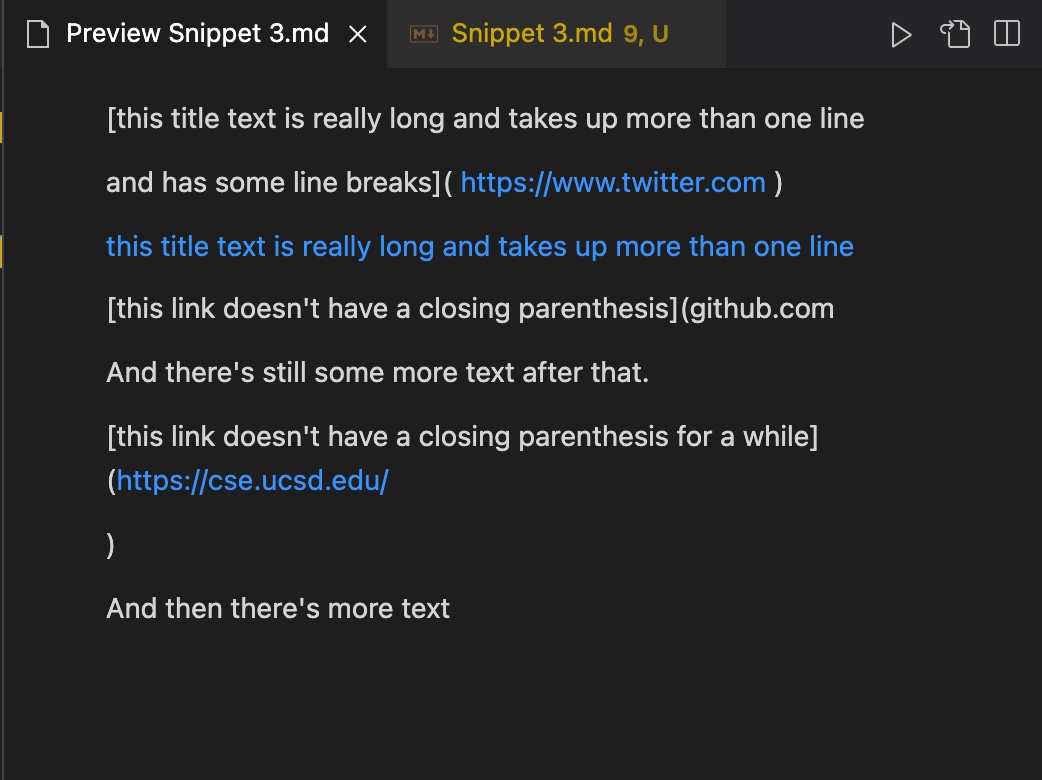 Preview Snippet 3.md
M↓ Snippet 3.md 9, U
[this title text is really long and takes up more than one line
and has some line breaks]( https://www.twitter.com )
this title text is really long and takes up more than one line
[this link doesn't have a closing parenthesis](github.com
And there's still some more text after that.
[this link doesn't have a closing parenthesis for a while]
(https://cse.ucsd.edu/
)
And then there's more text